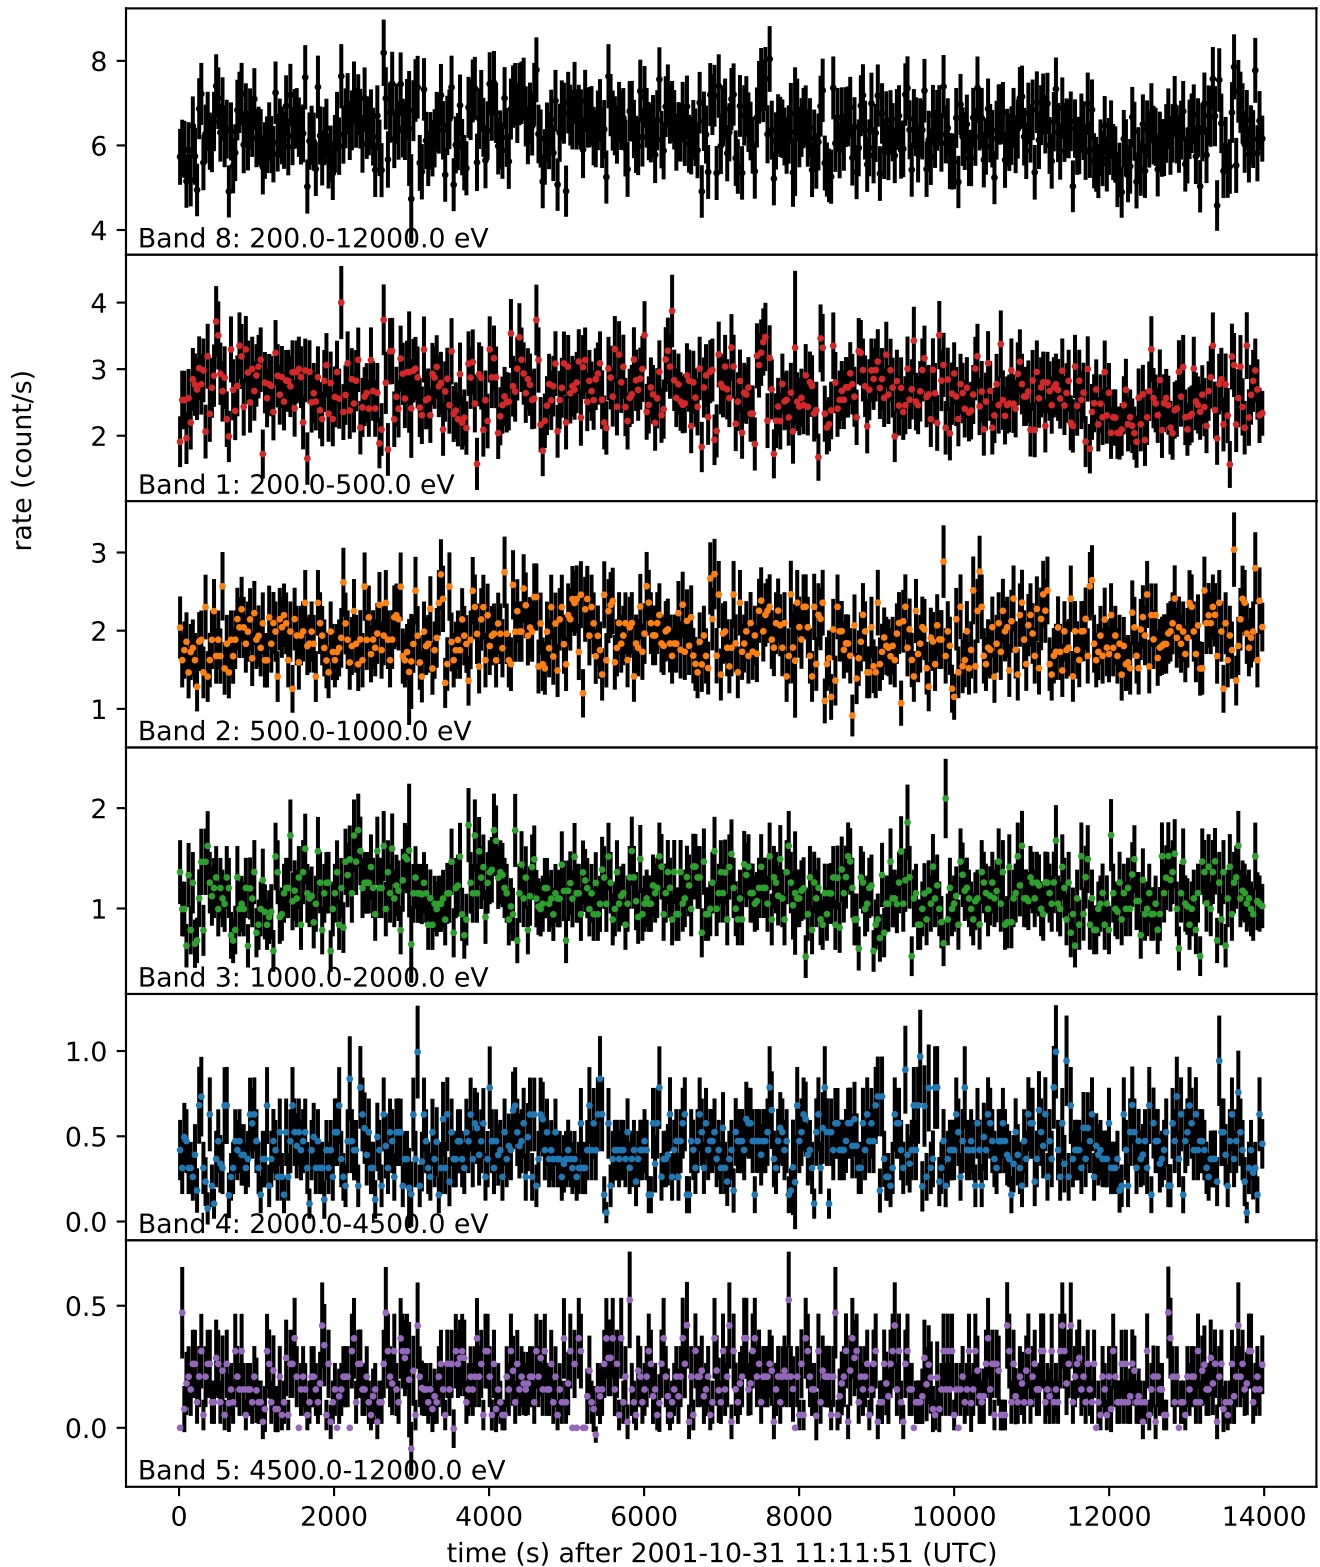 rate (count/s)
8
6
4
Band 8: 200.0-12000.0 eV
4
3
2
Band 1: 200.0-500.0 eV
3
2
1
Band 2: 500.0-1000.0 eV
2
1
Band 3: 1000.0-2000.0 eV
1.0
0.5
0.0
Band 4: 2000.0-4500.0 eV
0.5
0.0
Band 5: 4500.0-12000.0 eV
0 2000 4000 6000 8000 10000 12000 14000
time (s) after 2001-10-31 11:11:51 (UTC)